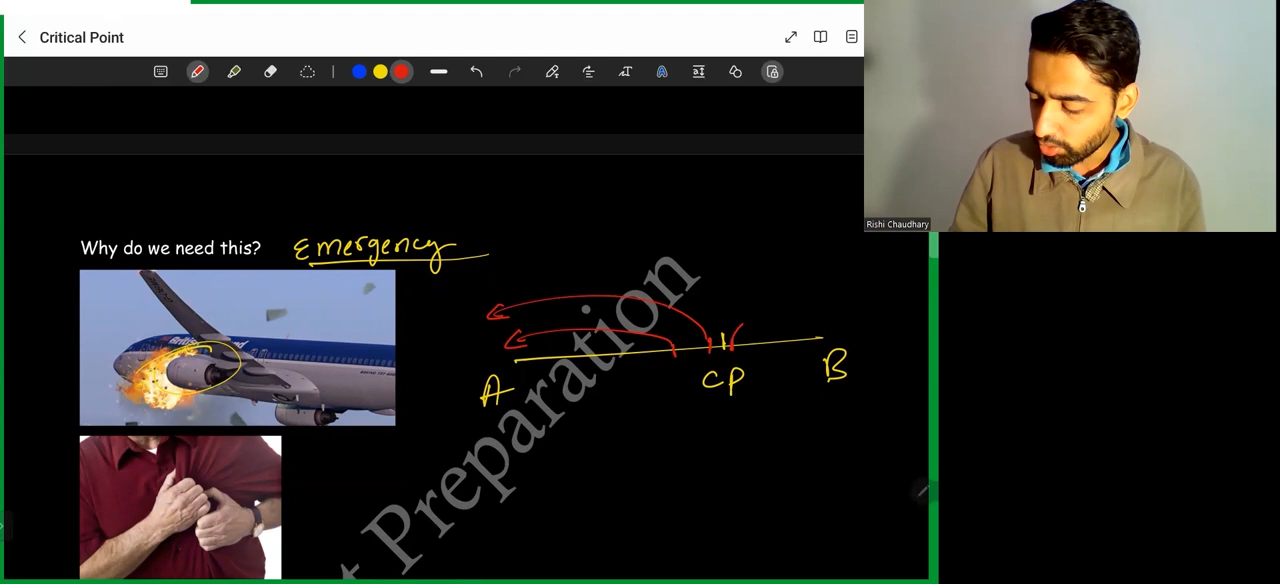 Critical Point
Rishi Chaudhary
Why do we need this?
Emergency
A
CP
B
t Preparation